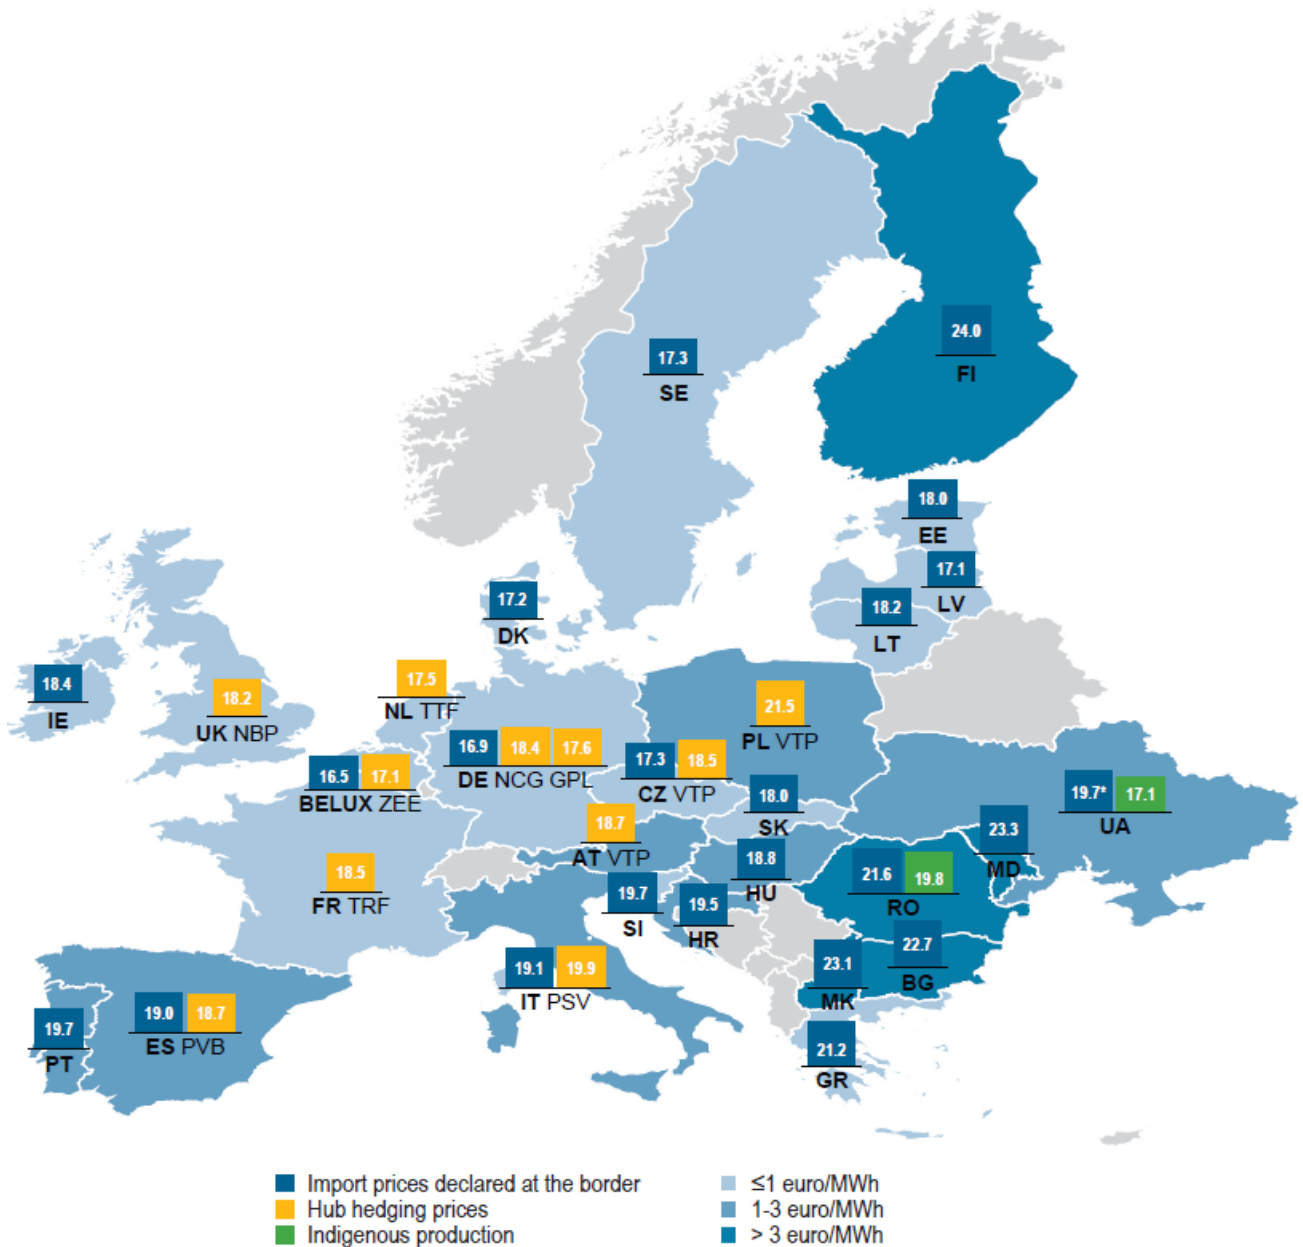 24.0
FI
17.3
SE
18.0
EE
17.1
LV
18.2
LT
17.2
DK
18.4
IE
18.2
UK NBP
17.5
NL TTF
21.5
PL VTP
16.9 18.4 17.6
DE NCG GPL
17.3 18.5
CZ VTP
16.5 17.1
BELUX ZEE
18.0
SK
19.7* 17.1
UA
18.7
AT VTP
23.3
MD
18.8
HU
21.6 19.8
RO
18.5
FR TRF
19.7
SI
19.5
HR
22.7
BG
19.1 19.9
IT PSV
23.1
MK
19.0 18.7
ES PVB
19.7
PT
21.2
GR
Import prices declared at the border
Hub hedging prices
Indigenous production
≤1 euro/MWh
1-3 euro/MWh
> 3 euro/MWh